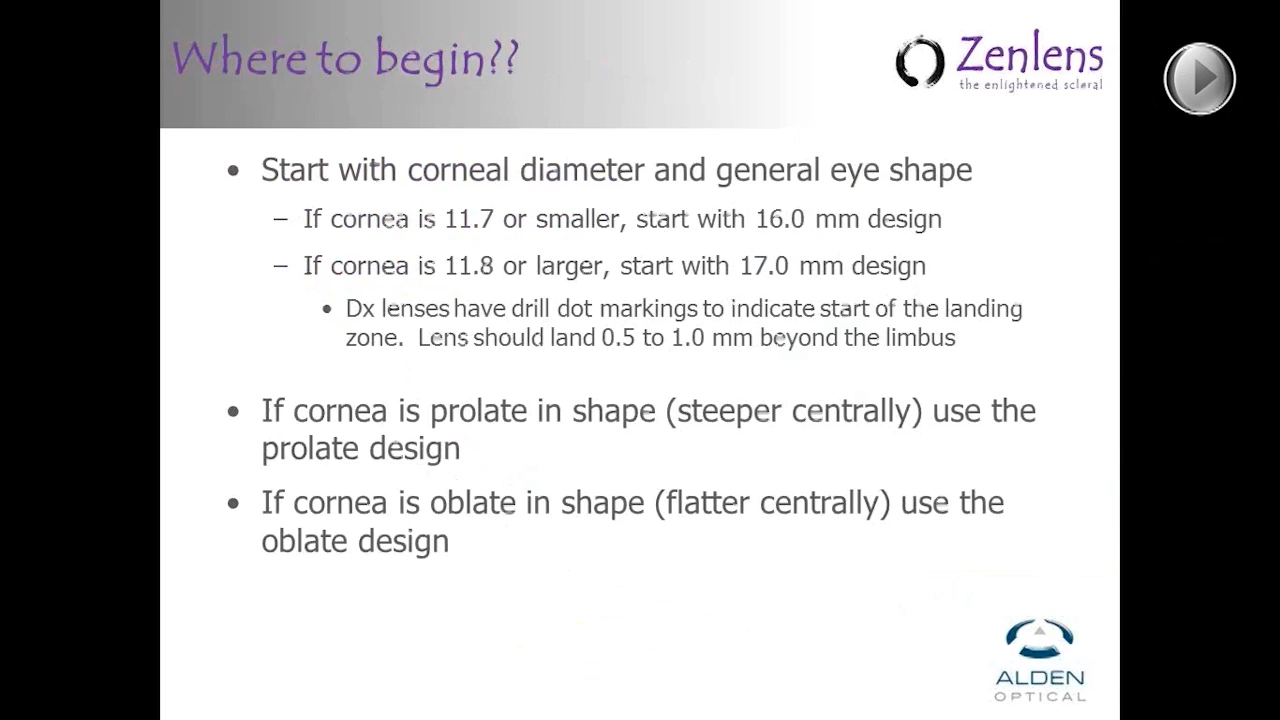 Where to begin??
Zenlens
the enlightened scleral
• Start with corneal diameter and general eye shape
– If cornea is 11.7 or smaller, start with 16.0 mm design
– If cornea is 11.8 or larger, start with 17.0 mm design
• Dx lenses have drill dot markings to indicate start of the landing
zone. Lens should land 0.5 to 1.0 mm beyond the limbus
• If cornea is prolate in shape (steeper centrally) use the
prolate design
• If cornea is oblate in shape (flatter centrally) use the
oblate design
ALDEN
OPTICAL